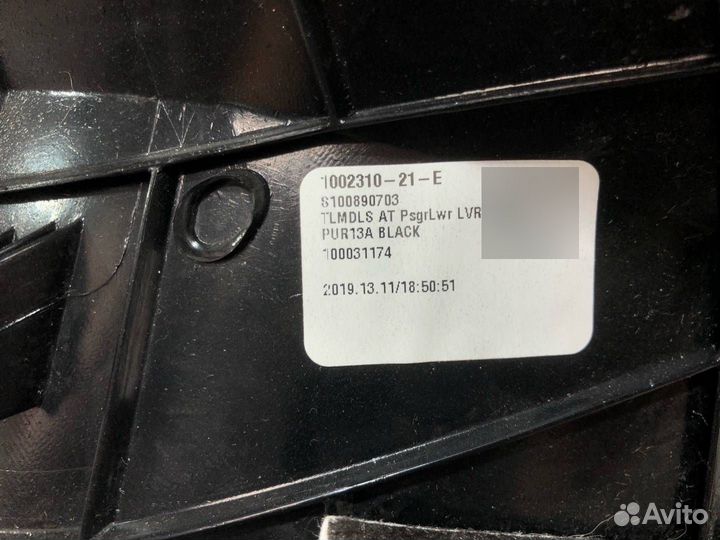 1002310-21-E
S100890703
TLMDLS AT PsgrLwr LVR
PUR13A BLACK
100031174
2019.13.11/18:50:51
Avito